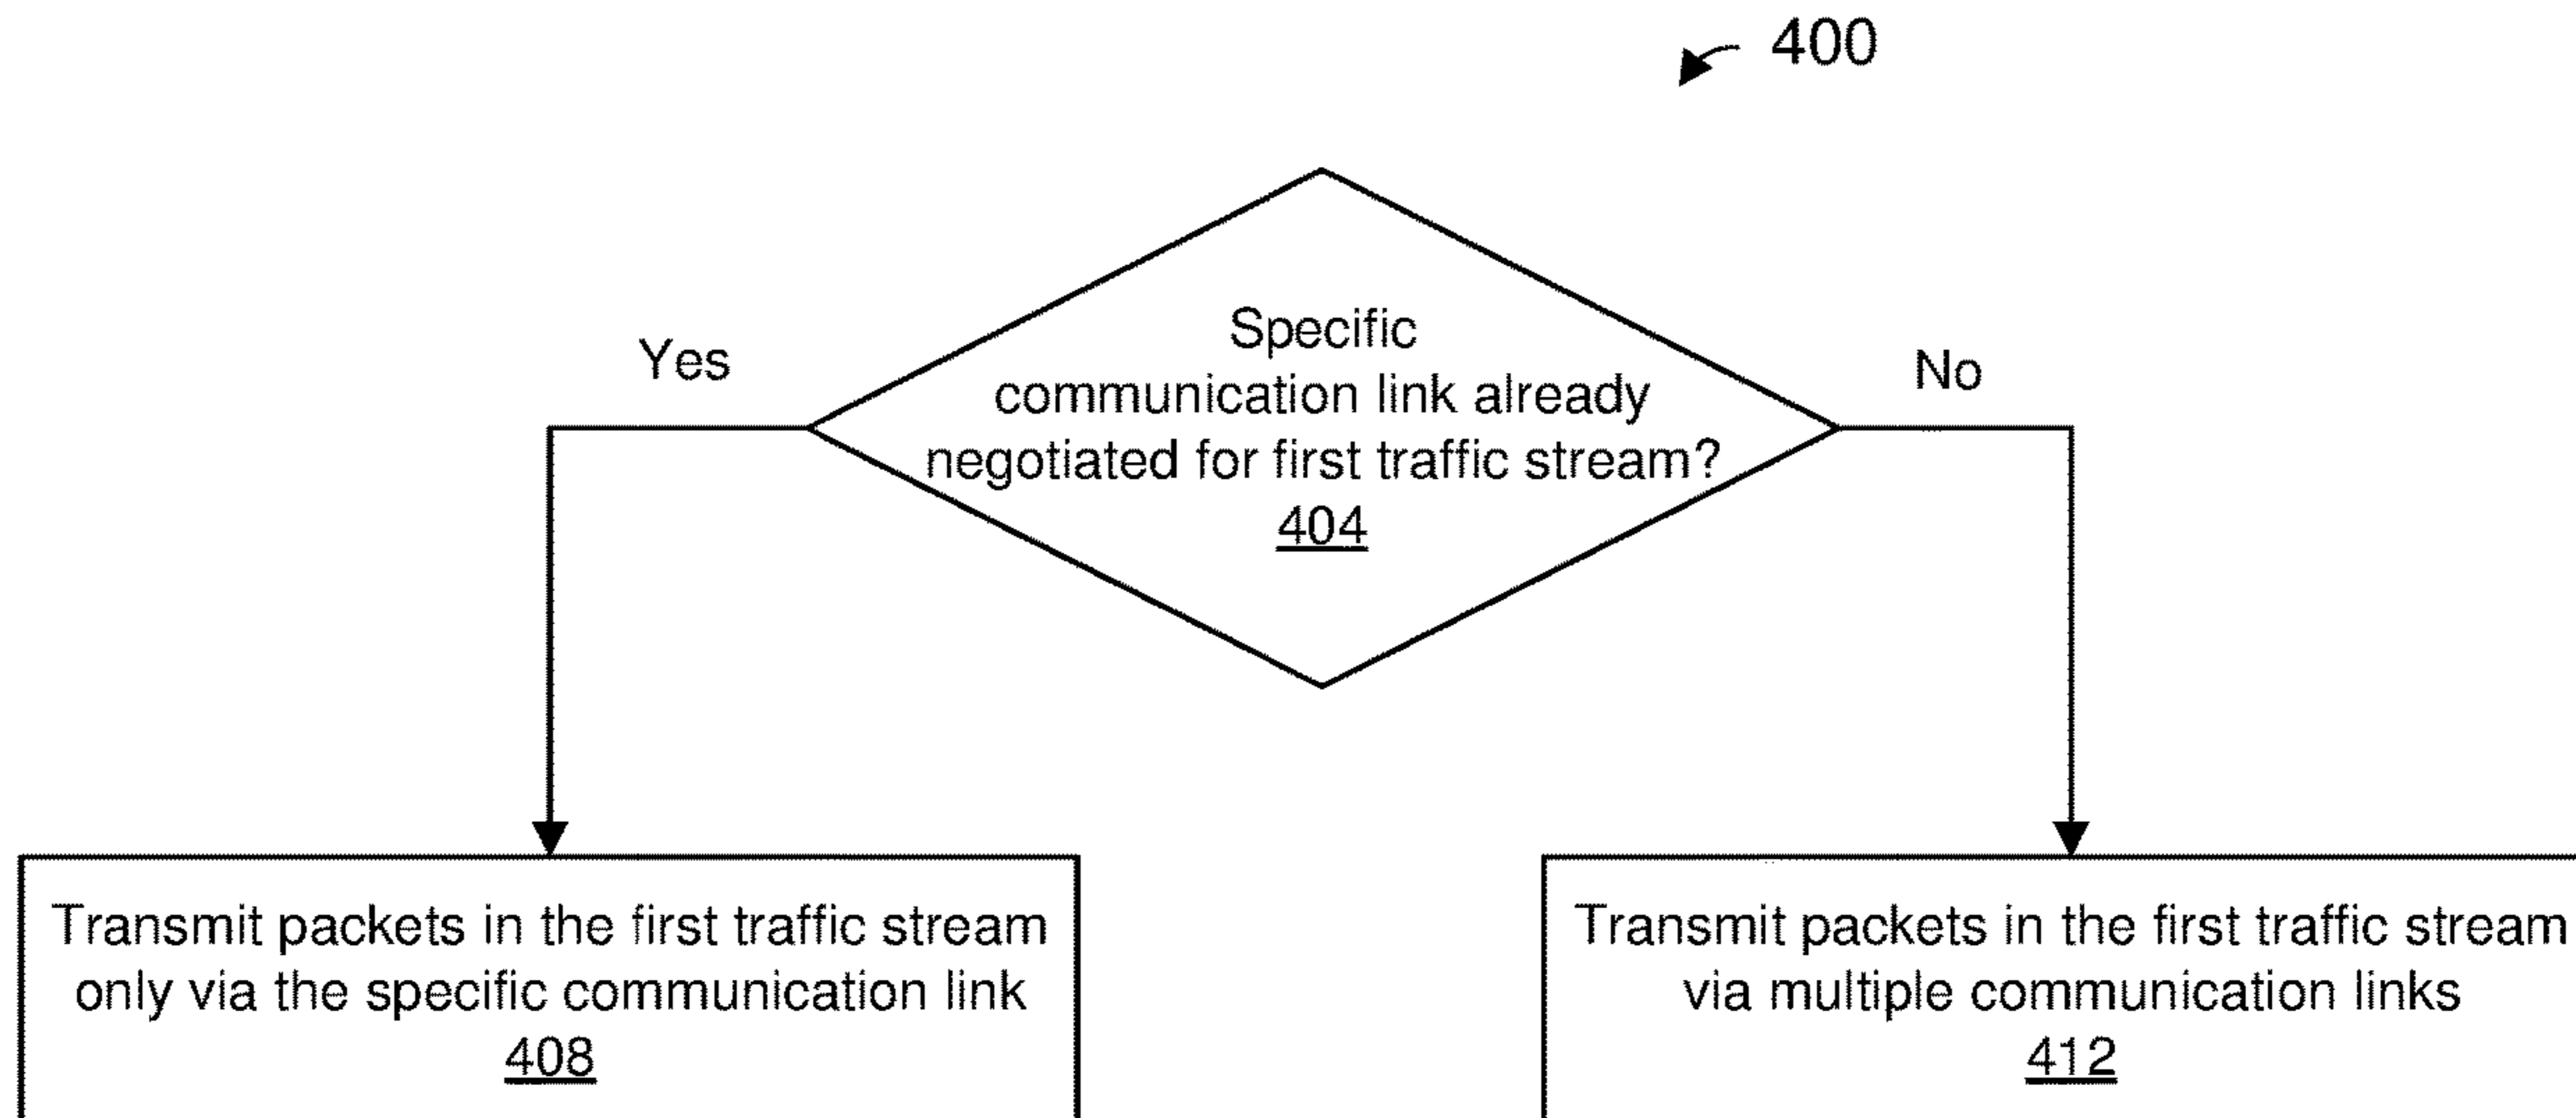 400
Specific
communication link already
negotiated for first traffic stream?
404
Yes
No
Transmit packets in the first traffic stream
only via the specific communication link
408
Transmit packets in the first traffic stream
via multiple communication links
412